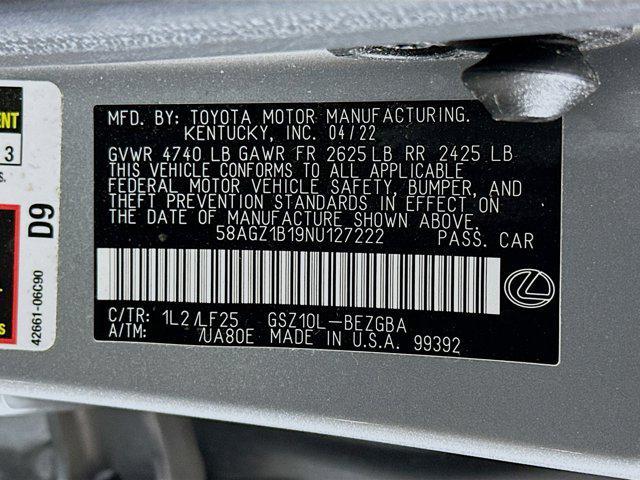 ENT
3
S.
D9
42661-06C90
s
MFD. BY: TOYOTA MOTOR MANUFACTURING.
KENTUCKY, INC. 04/22
GVWR 4740 LB GAWR FR 2625 LB RR 2425 LB
THIS VEHICLE CONFORMS TO ALL APPLICABLE
FEDERAL MOTOR VEHICLE SAFETY, BUMPER, AND
THEFT PREVENTION STANDARDS IN EFFECT ON THE
DATE OF MANUFACTURE SHOWN ABOVE.
58AGZ1B19NU127222 PASS. CAR
C/TR: 1L2/LF25 GSZ10L-BEZGBA
A/TM: 7UA80E MADE IN U.S.A. 99392